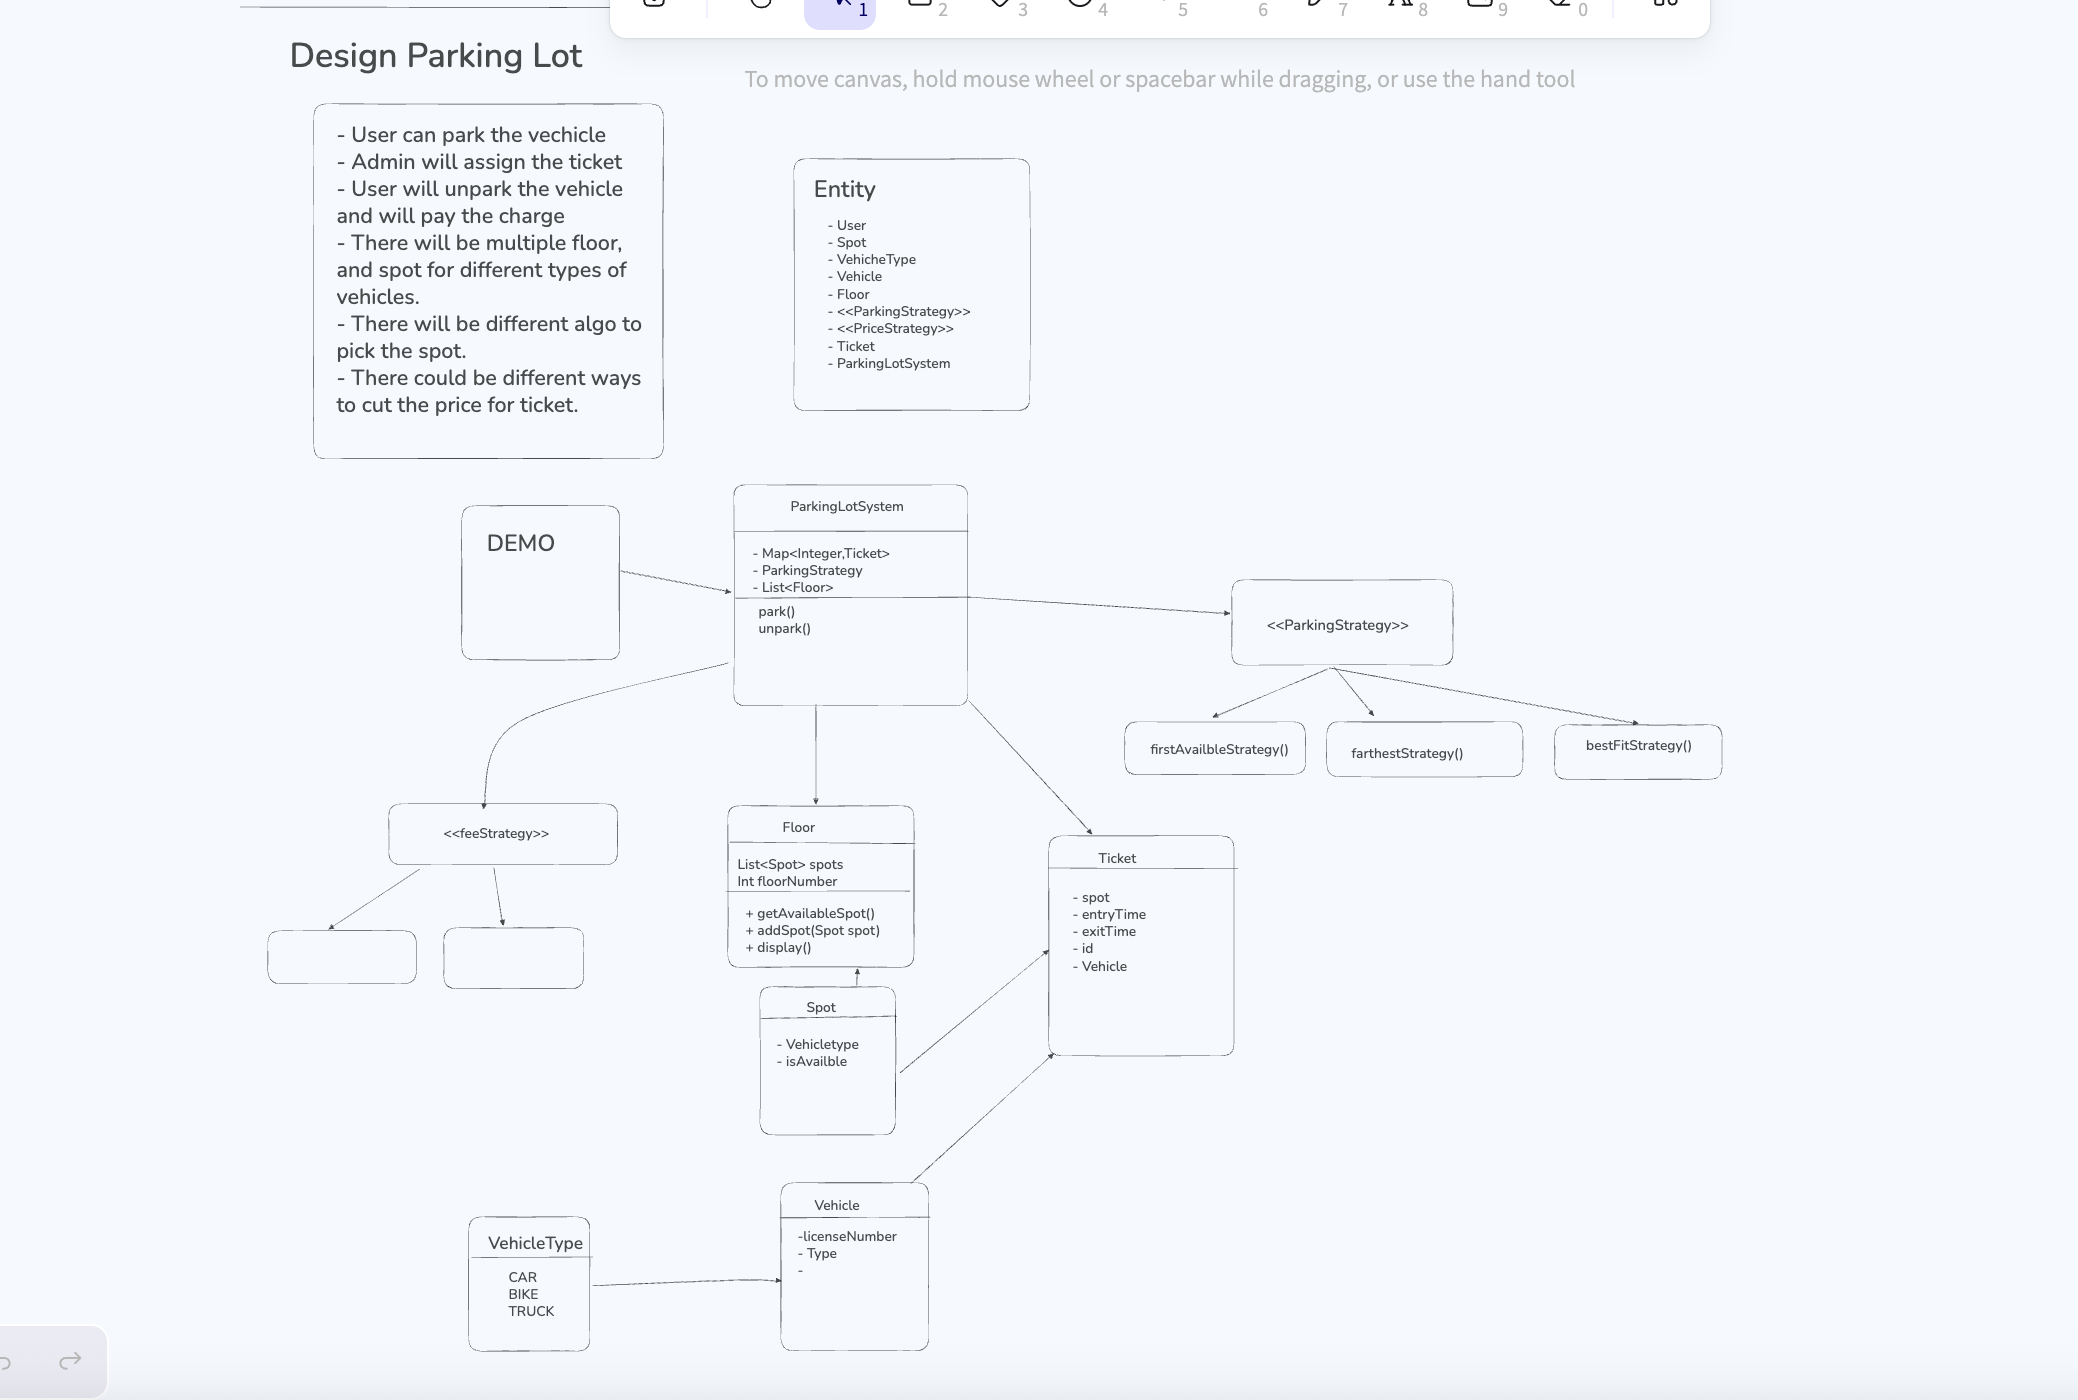 1
2
3
4
5
6
7
8
9
0
Design Parking Lot
To move canvas, hold mouse wheel or spacebar while dragging, or use the hand tool
- User can park the vechicle
- Admin will assign the ticket
- User will unpark the vehicle
and will pay the charge
- There will be multiple floor,
and spot for different types of
vehicles.
- There will be different algo to
pick the spot.
- There could be different ways
to cut the price for ticket.
Entity
- User
- Spot
- VehicheType
- Vehicle
- Floor
- <<ParkingStrategy>>
- <<PriceStrategy>>
- Ticket
- ParkingLotSystem
DEMO
ParkingLotSystem
- Map<Integer,Ticket>
- ParkingStrategy
- List<Floor>
park()
unpark()
<<ParkingStrategy>>
firstAvailbleStrategy()
farthestStrategy()
bestFitStrategy()
<<feeStrategy>>
Floor
List<Spot> spots
Int floorNumber
+ getAvailableSpot()
+ addSpot(Spot spot)
+ display()
Ticket
- spot
- entryTime
- exitTime
- id
- Vehicle
Spot
- Vehicletype
- isAvailble
Vehicle
-licenseNumber
- Type
-
VehicleType
CAR
BIKE
TRUCK